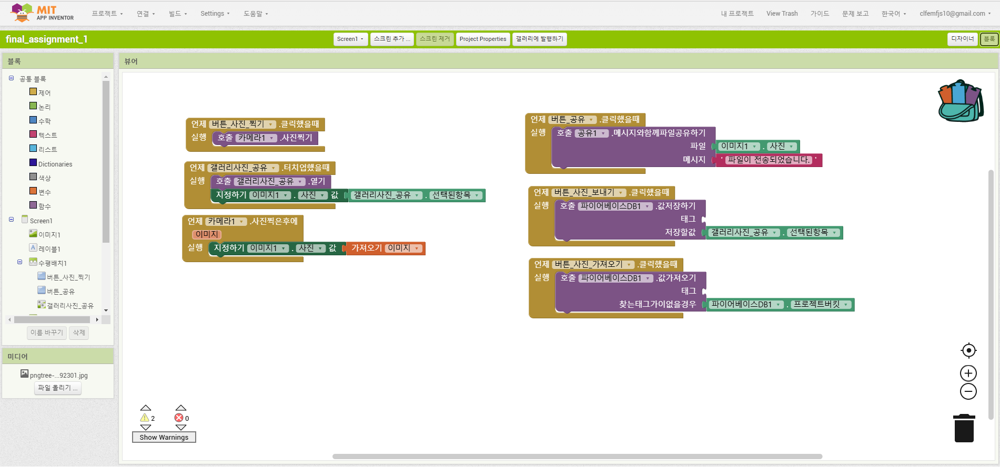 MIT
APP INVENTOR
프로젝트 연결 빌드 Settings 도움말 내 프로젝트 View Trash 가이드 문제 보고 한국어 clfemfjs10@gmail.com
final_assignment_1 Screen1 스크린 추가 ... 스크린 제거 Project Properties 갤러리에 발행하기 디자이너 블록
블록
공통 블록
제어
논리
수학
텍스트
리스트
Dictionaries
색상
변수
함수
Screen1
이미지1
레이블1
수평배치1
버튼_사진_찍기
버튼_공유
갤러리사진_공유
이름 바꾸기 삭제
미디어
pngtree-...92301.jpg
파일 올리기 ...
뷰어
언제 버튼_사진_찍기 .클릭했을때
실행 호출 카메라1 .사진찍기
언제 갤러리사진_공유 .터치업했을때
실행 호출 갤러리사진_공유 .열기
지정하기 이미지1 . 사진 값 갤러리사진_공유 . 선택된항목
언제 카메라1 .사진찍은후에
이미지
실행 지정하기 이미지1 . 사진 값 가져오기 이미지
언제 버튼_공유 .클릭했을때
실행 호출 공유1 .메시지와함께파일공유하기
파일 이미지1 . 사진
메시지 ' 파일이 전송되었습니다. '
언제 버튼_사진_보내기 .클릭했을때
실행 호출 파이어베이스DB1 .값저장하기
태그
저장할값 갤러리사진_공유 . 선택된항목
언제 버튼_사진_가져오기 .클릭했을때
실행 호출 파이어베이스DB1 .값가져오기
태그
찾는태그가이없을경우 파이어베이스DB1 . 프로젝트버킷
2 0
Show Warnings